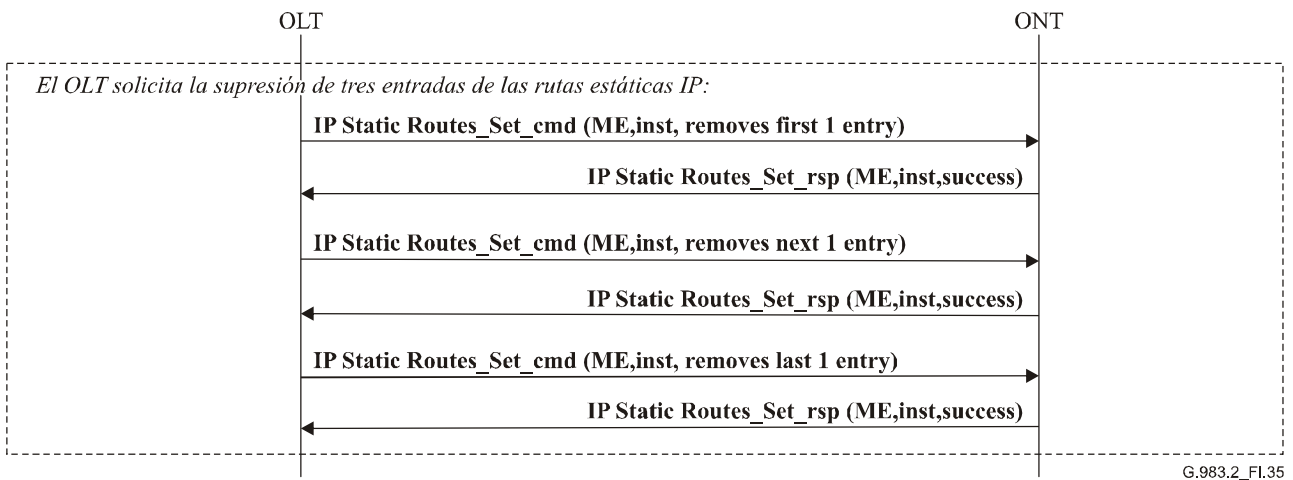 OLT
ONT
El OLT solicita la supresión de tres entradas de las rutas estáticas IP:
IP Static Routes_Set_cmd (ME,inst, removes first 1 entry)
IP Static Routes_Set_rsp (ME,inst,success)
IP Static Routes_Set_cmd (ME,inst, removes next 1 entry)
IP Static Routes_Set_rsp (ME,inst,success)
IP Static Routes_Set_cmd (ME,inst, removes last 1 entry)
IP Static Routes_Set_rsp (ME,inst,success)
G.983.2_FI.35